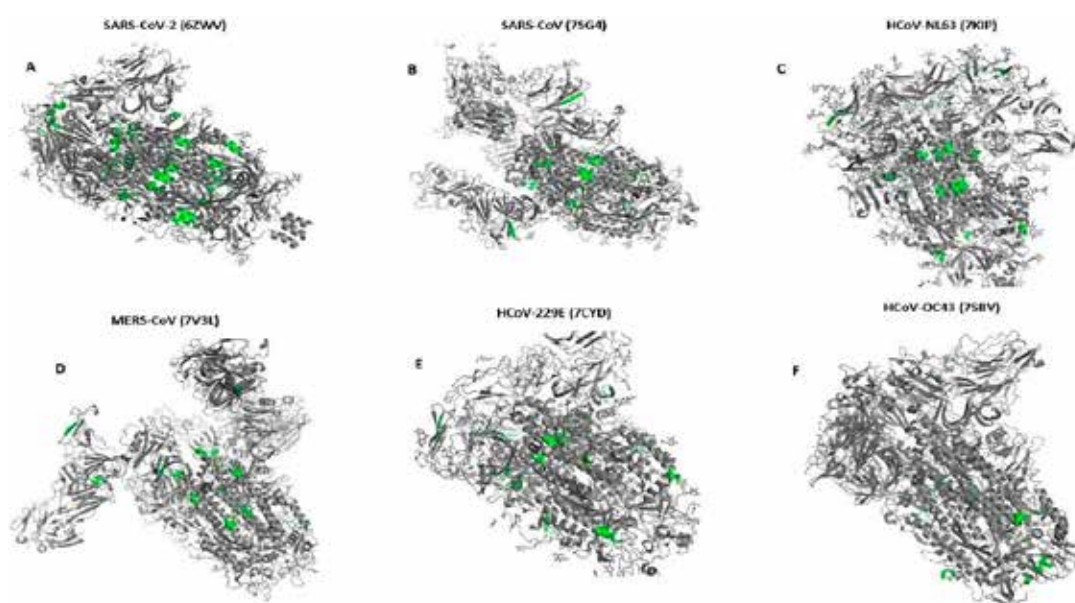 SARS-CoV-2 (6ZWV)
SARS-CoV (7SG4)
HCoV-NL63 (7KIP)
A
B
C
MERS-CoV (7V3L)
HCoV-229E (7CYD)
HCoV-OC43 (7SBV)
D
E
F